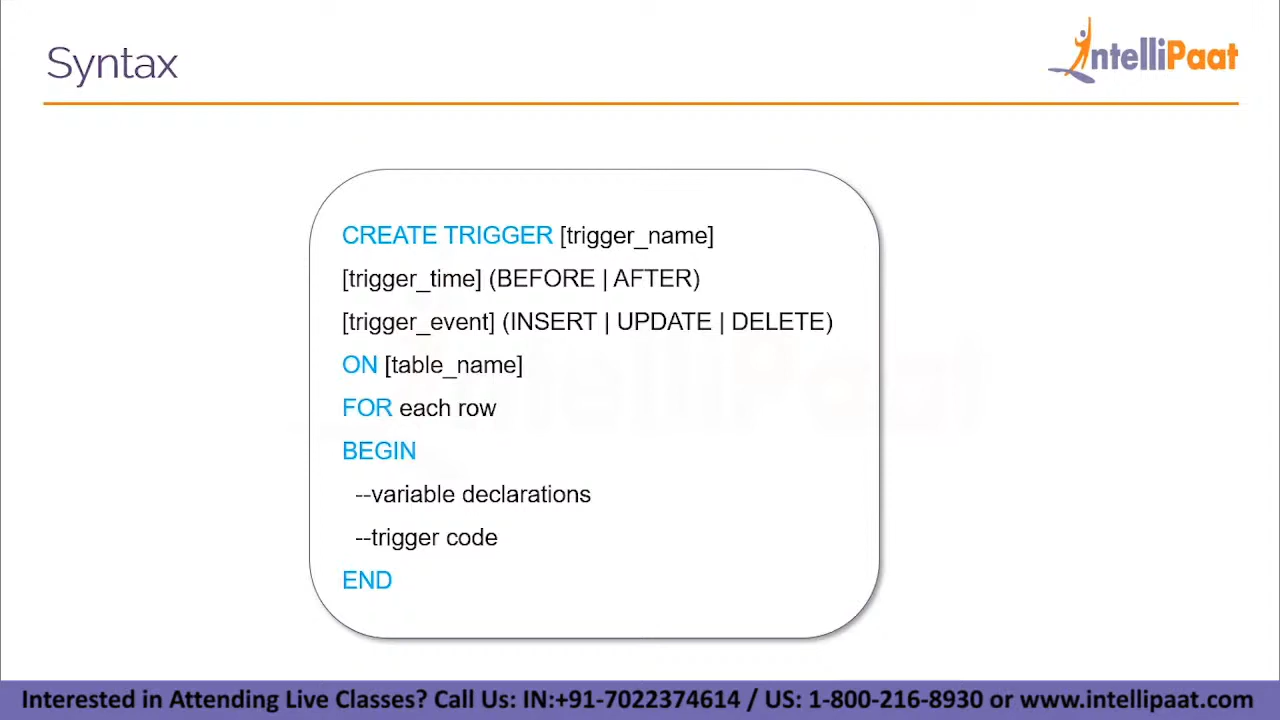 Syntax
IntelliPaat
CREATE TRIGGER [trigger_name]
[trigger_time] (BEFORE | AFTER)
[trigger_event] (INSERT | UPDATE | DELETE)
ON [table_name]
FOR each row
BEGIN
--variable declarations
--trigger code
END
Interested in Attending Live Classes? Call Us: IN:+91-7022374614 / US: 1-800-216-8930 or www.intellipaat.com